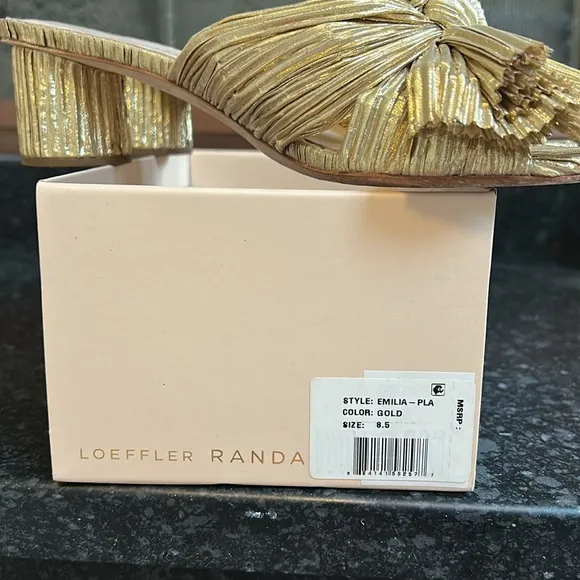 STYLE: EMILIA-PLA
COLOR: GOLD
SIZE: 8.5
MSRP:
LOEFFLER RANDA